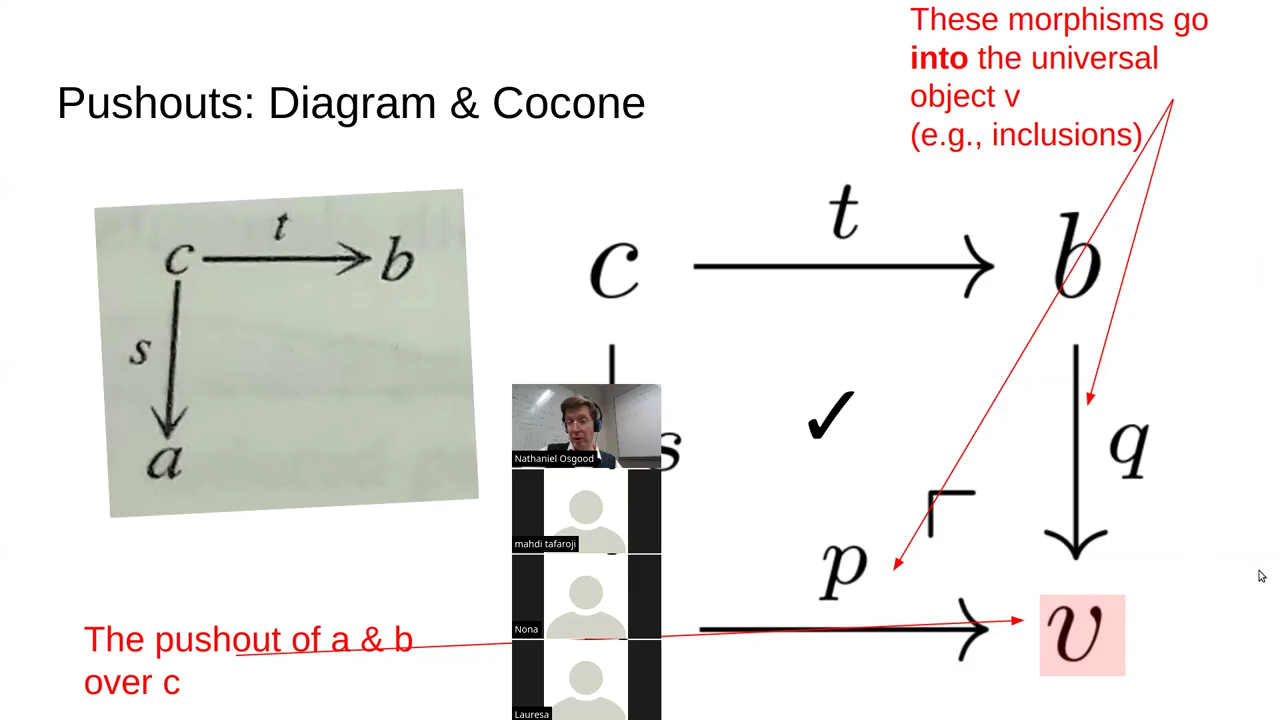 These morphisms go
into the universal
object v
(e.g., inclusions)
Pushouts: Diagram & Cocone
t
c
b
s
a
t
c
b
✓
s
q
p
v
Nathaniel Osgood
mahdi tafaroji
Nona
Lauresa
The pushout of a & b
over c